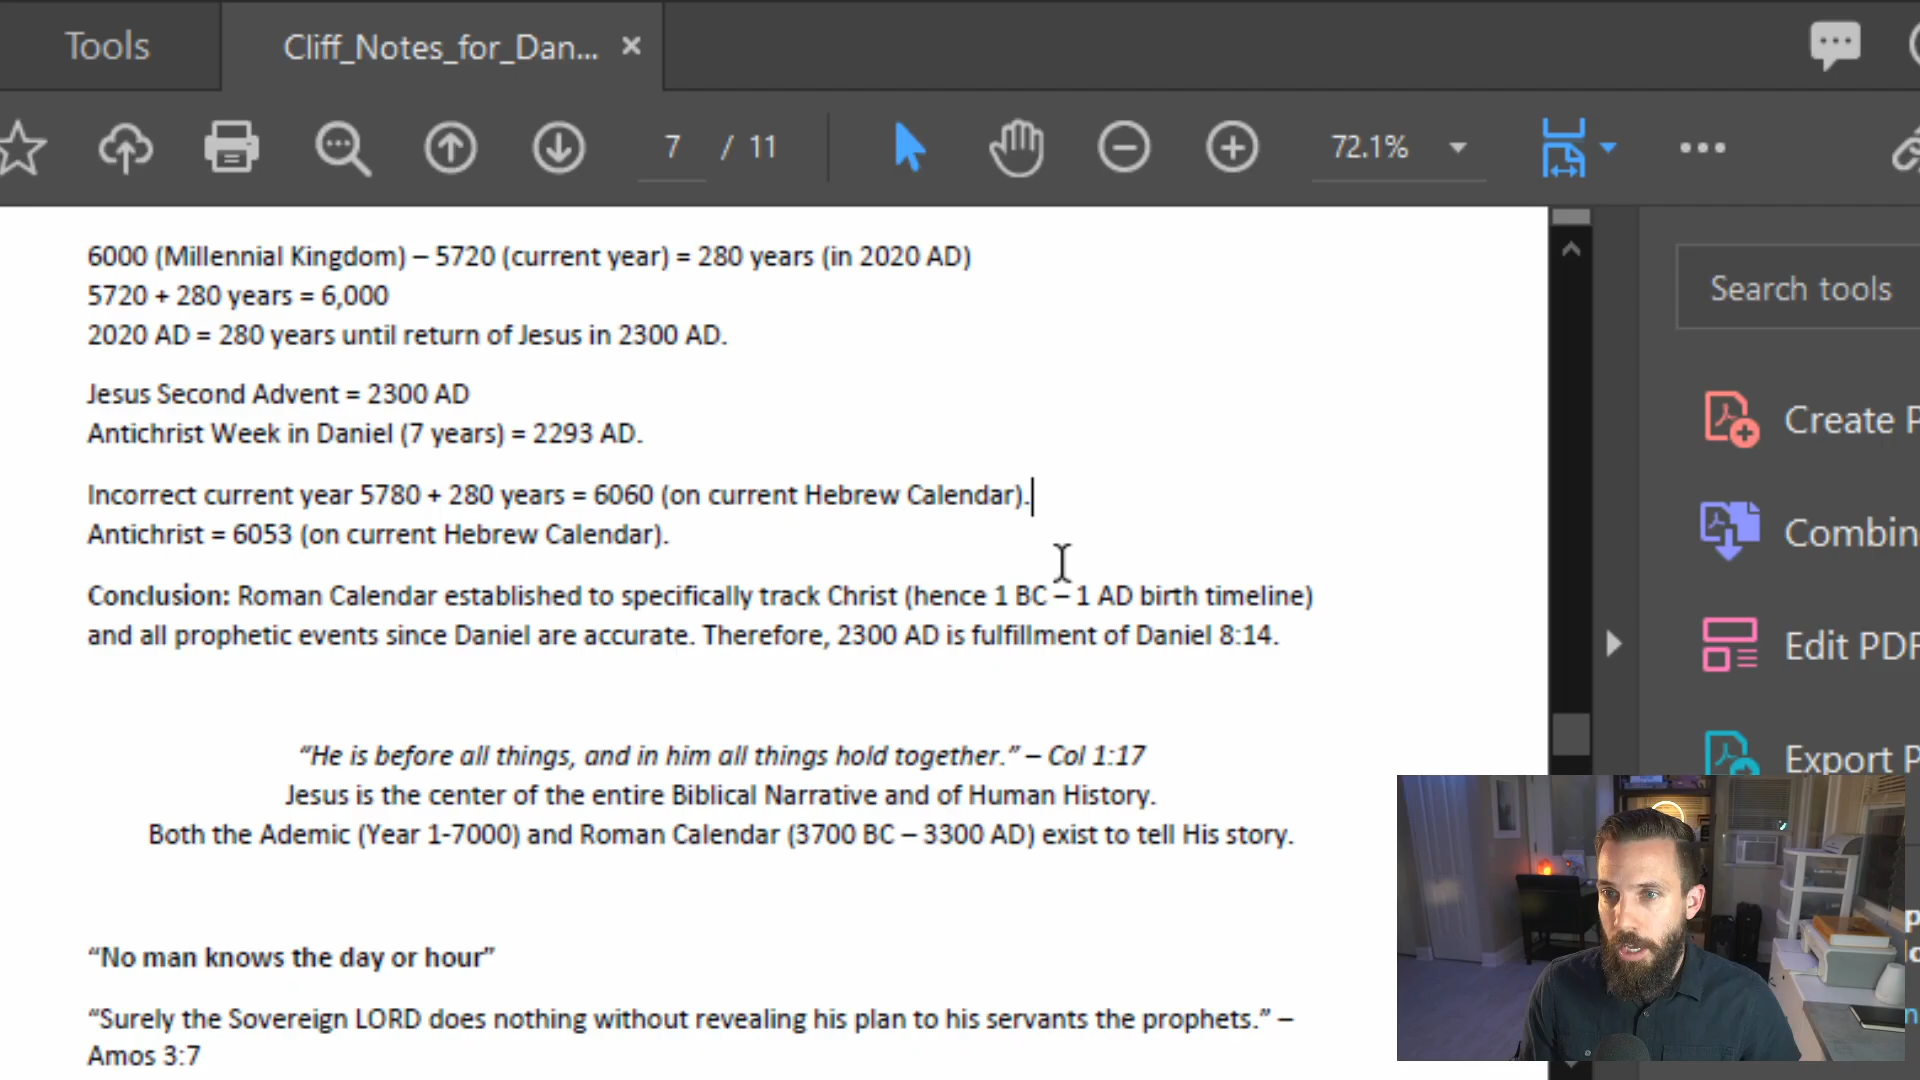 Tools
Cliff_Notes_for_Dan...
7 / 11
72.1%
6000 (Millennial Kingdom) – 5720 (current year) = 280 years (in 2020 AD)
5720 + 280 years = 6,000
2020 AD = 280 years until return of Jesus in 2300 AD.
Jesus Second Advent = 2300 AD
Antichrist Week in Daniel (7 years) = 2293 AD.
Incorrect current year 5780 + 280 years = 6060 (on current Hebrew Calendar).
Antichrist = 6053 (on current Hebrew Calendar).
Conclusion: Roman Calendar established to specifically track Christ (hence 1 BC – 1 AD birth timeline)
and all prophetic events since Daniel are accurate. Therefore, 2300 AD is fulfillment of Daniel 8:14.
“He is before all things, and in him all things hold together.” – Col 1:17
Jesus is the center of the entire Biblical Narrative and of Human History.
Both the Ademic (Year 1-7000) and Roman Calendar (3700 BC – 3300 AD) exist to tell His story.
“No man knows the day or hour”
“Surely the Sovereign LORD does nothing without revealing his plan to his servants the prophets.” –
Amos 3:7
Search tools
Create P
Combin
Edit PDF
Export P